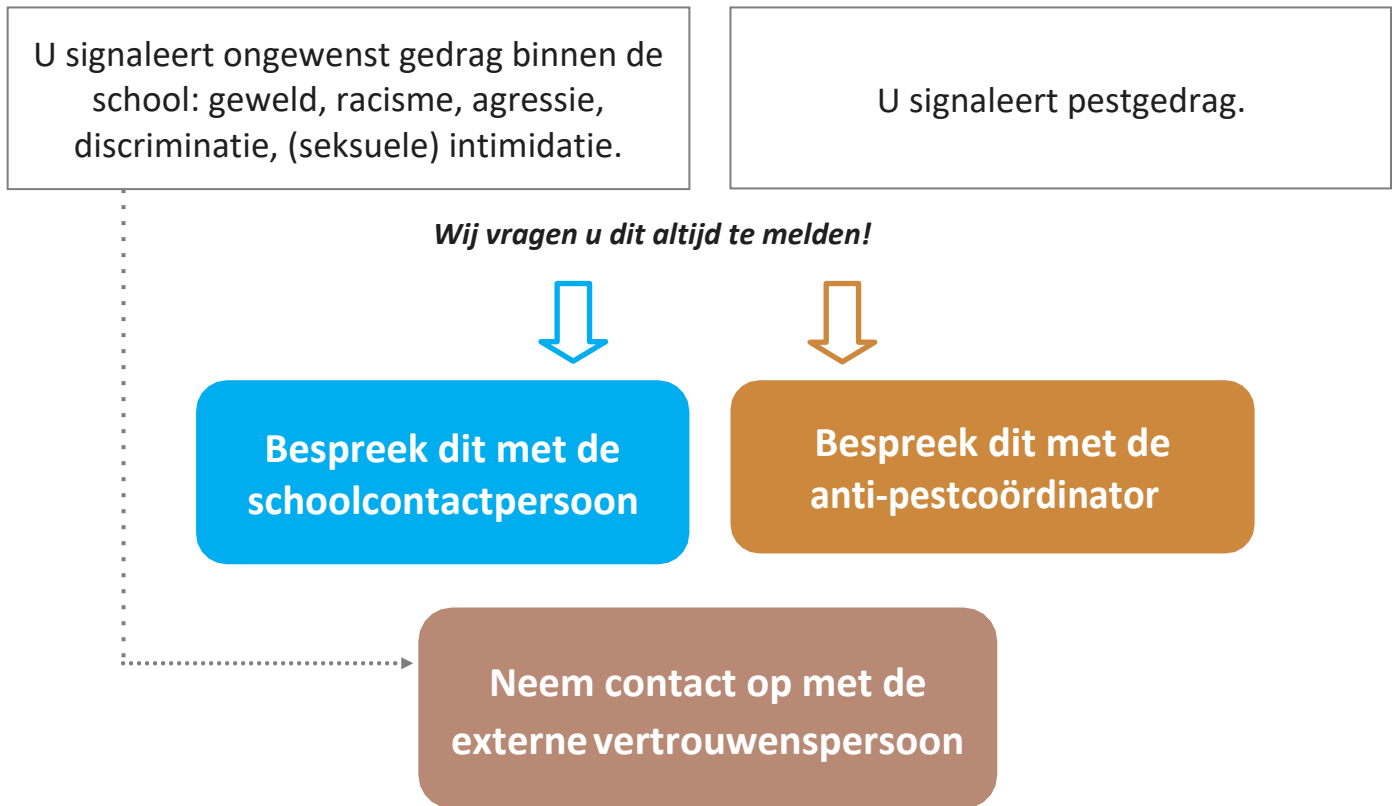 U signaleert ongewenst gedrag binnen de
school: geweld, racisme, agressie,
discriminatie, (seksuele) intimidatie.
U signaleert pestgedrag.
Wij vragen u dit altijd te melden!
Bespreek dit met de
schoolcontactpersoon
Bespreek dit met de
anti-pestcoördinator
Neem contact op met de
externe vertrouwenspersoon